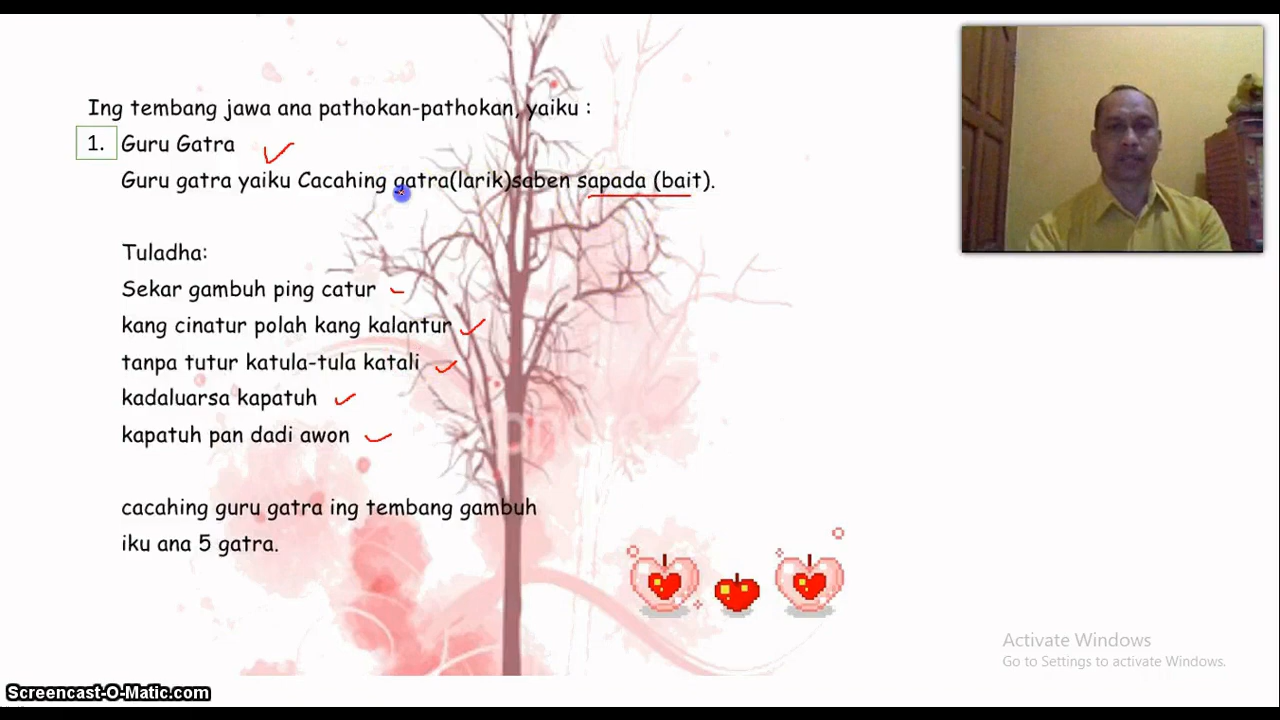 Ing tembang jawa ana pathokan-pathokan, yaiku :
1. Guru Gatra
Guru gatra yaiku Cacahing gatra(larik)saben sapada (bait).
Tuladha:
Sekar gambuh ping catur
kang cinatur polah kang kalantur
tanpa tutur katula-tula katali
kadaluarsa kapatuh
kapatuh pan dadi awon
cacahing guru gatra ing tembang gambuh
iku ana 5 gatra.
Activate Windows
Go to Settings to activate Windows.
Screencast-O-Matic.com